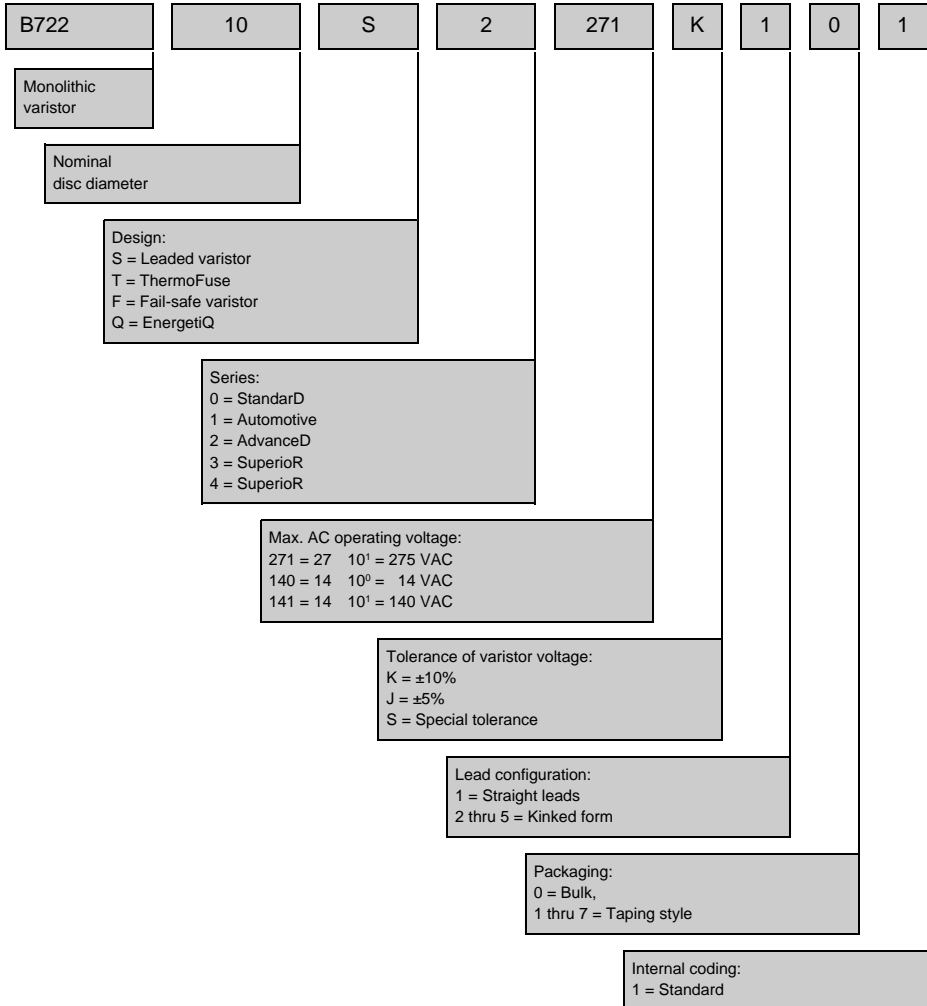 B722 10 S 2 271 K 1 0 1
Monolithic
varistor
Nominal
disc diameter
Design:
S = Leaded varistor
T = ThermoFuse
F = Fail-safe varistor
Q = EnergetiQ
Series:
0 = StandarD
1 = Automotive
2 = AdvanceD
3 = SuperioR
4 = SuperioR
Max. AC operating voltage:
271 = 27 10¹ = 275 VAC
140 = 14 10⁰ = 14 VAC
141 = 14 10¹ = 140 VAC
Tolerance of varistor voltage:
K = ±10%
J = ±5%
S = Special tolerance
Lead configuration:
1 = Straight leads
2 thru 5 = Kinked form
Packaging:
0 = Bulk,
1 thru 7 = Taping style
Internal coding:
1 = Standard